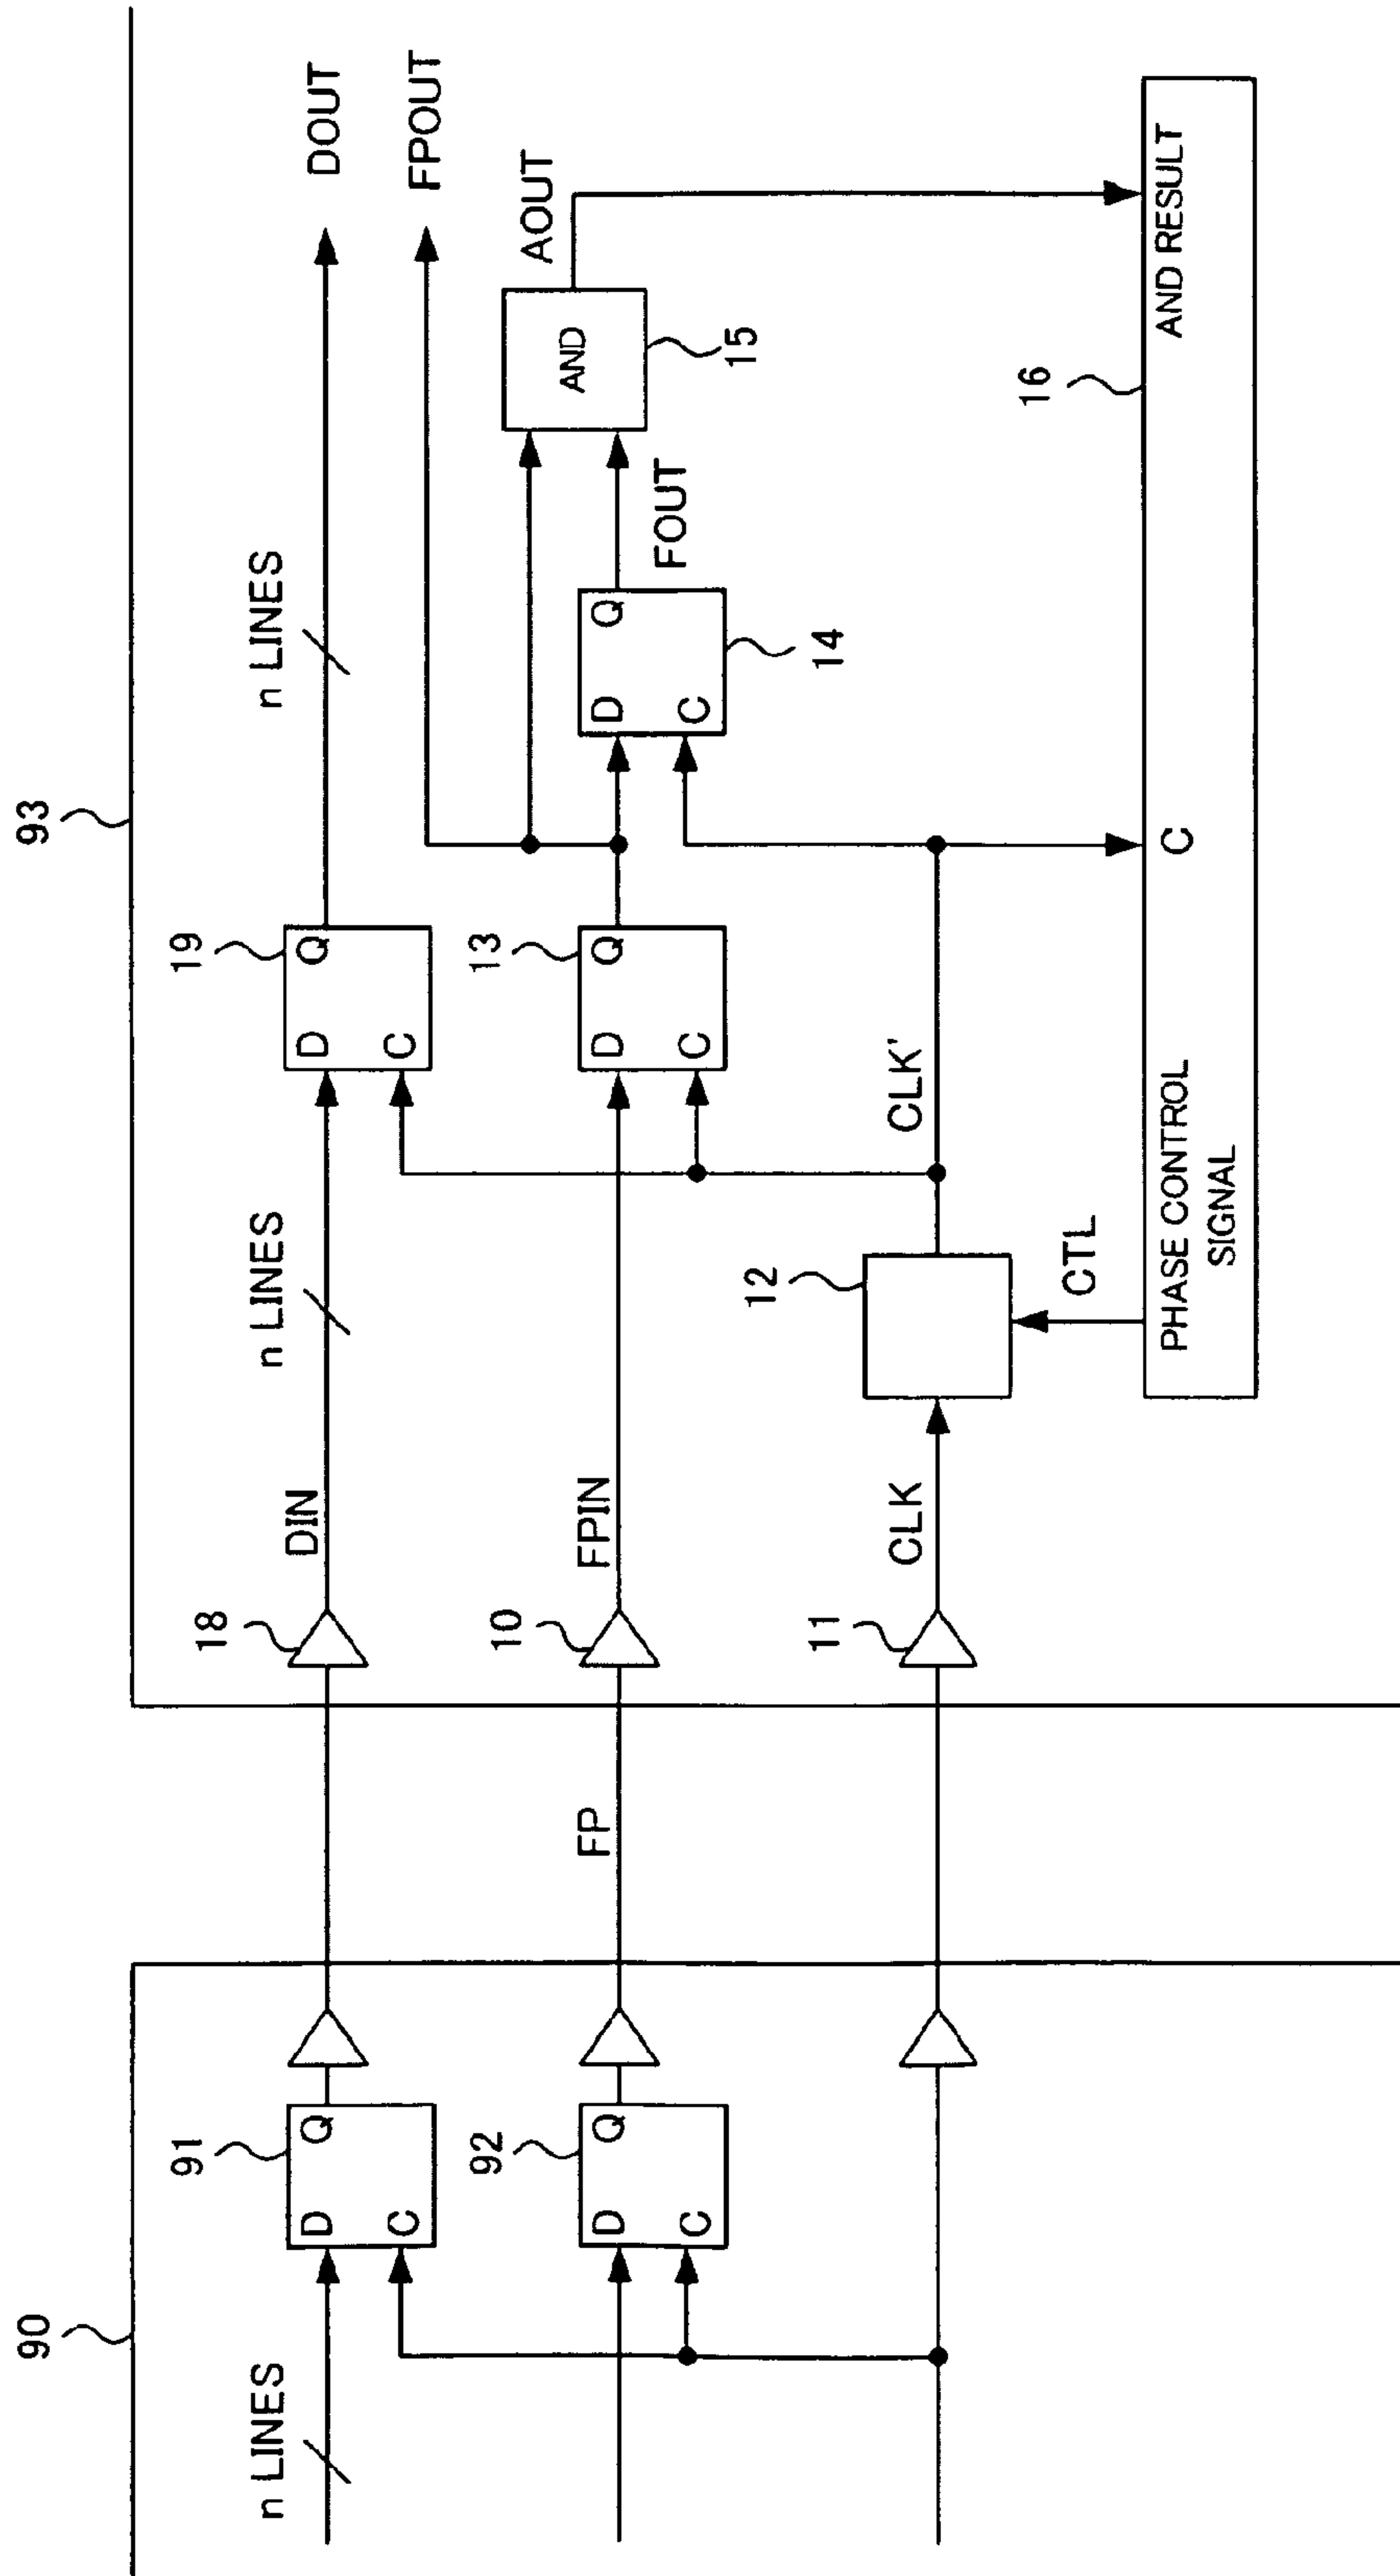 90
93
n LINES
91
D
Q
C
18
DIN
n LINES
19
D
Q
C
n LINES
DOUT
FPOUT
92
D
Q
C
FP
10
FPIN
13
D
Q
C
D
Q
C
14
FOUT
AND
15
AOUT
11
CLK
12
CLK'
CTL
16
PHASE CONTROL
SIGNAL
C
AND RESULT